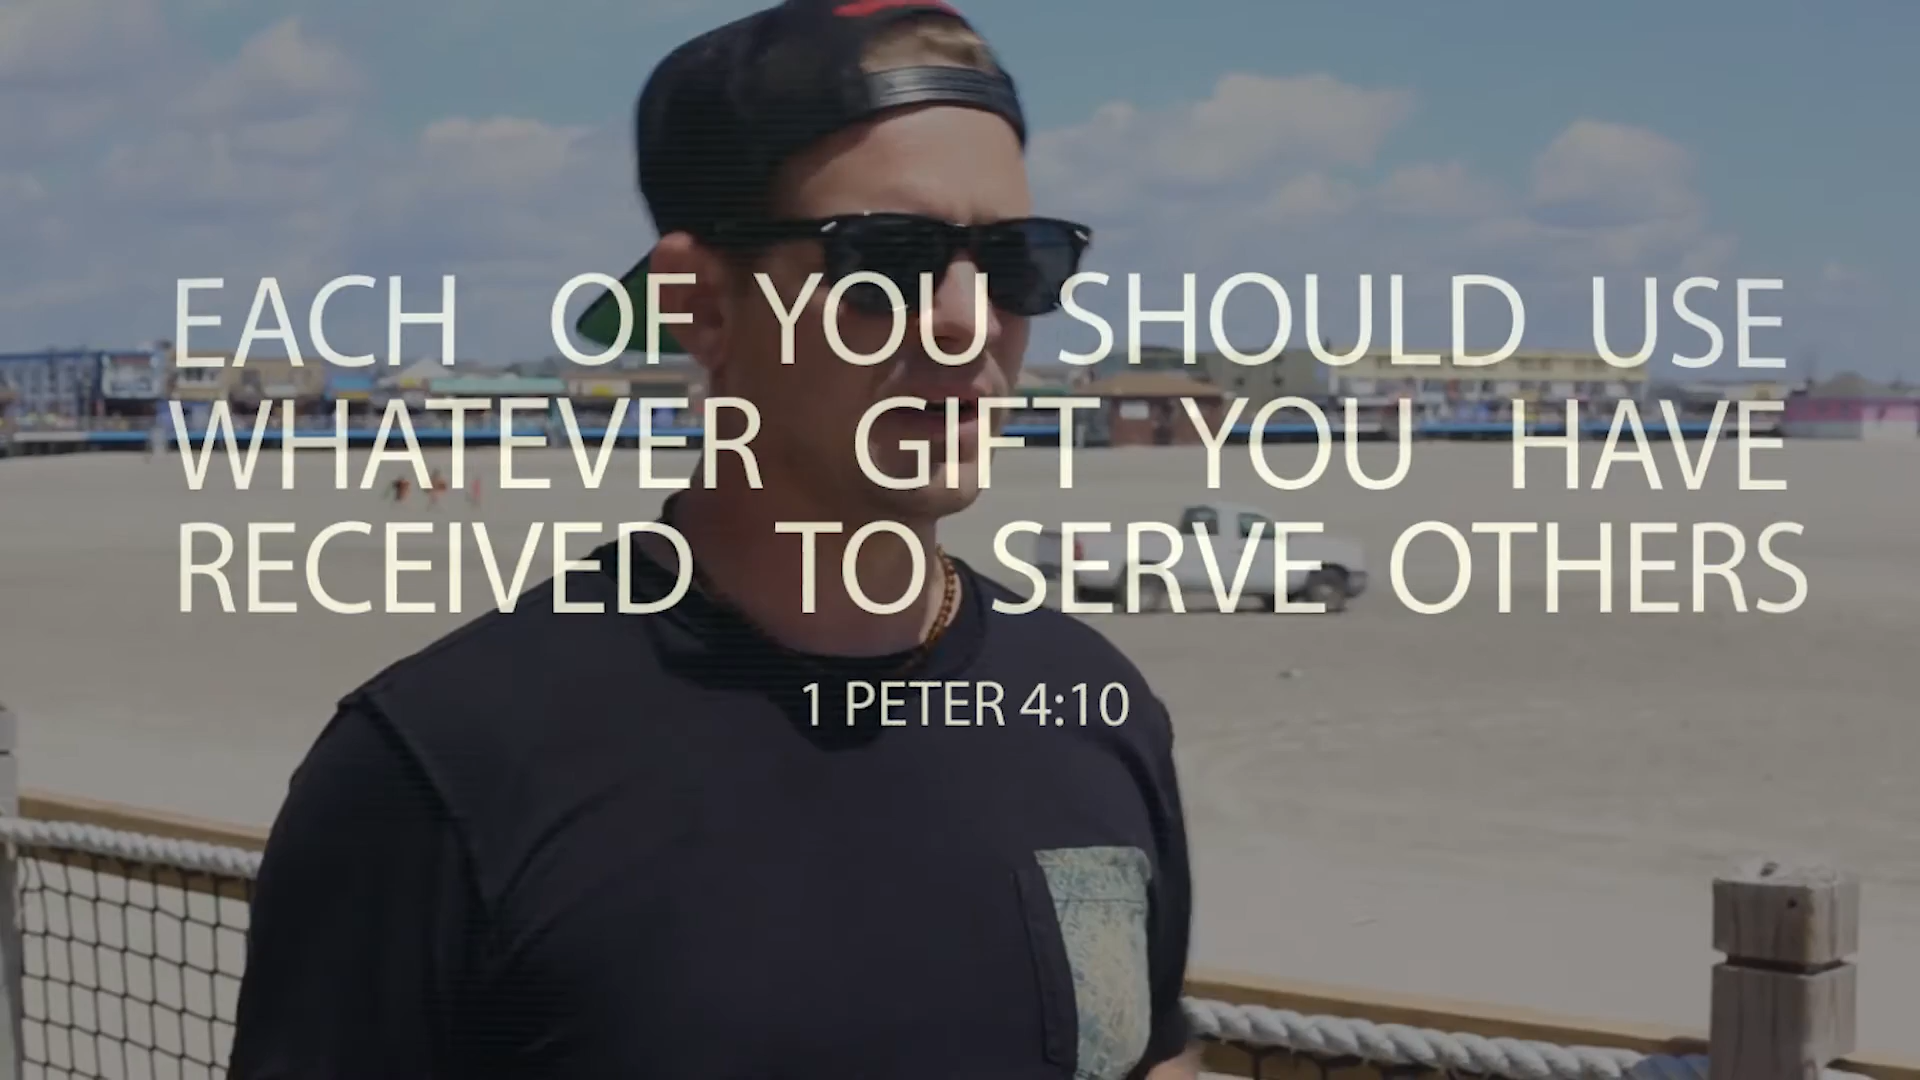 EACH OF YOU SHOULD USE
WHATEVER GIFT YOU HAVE
RECEIVED TO SERVE OTHERS
1 PETER 4:10